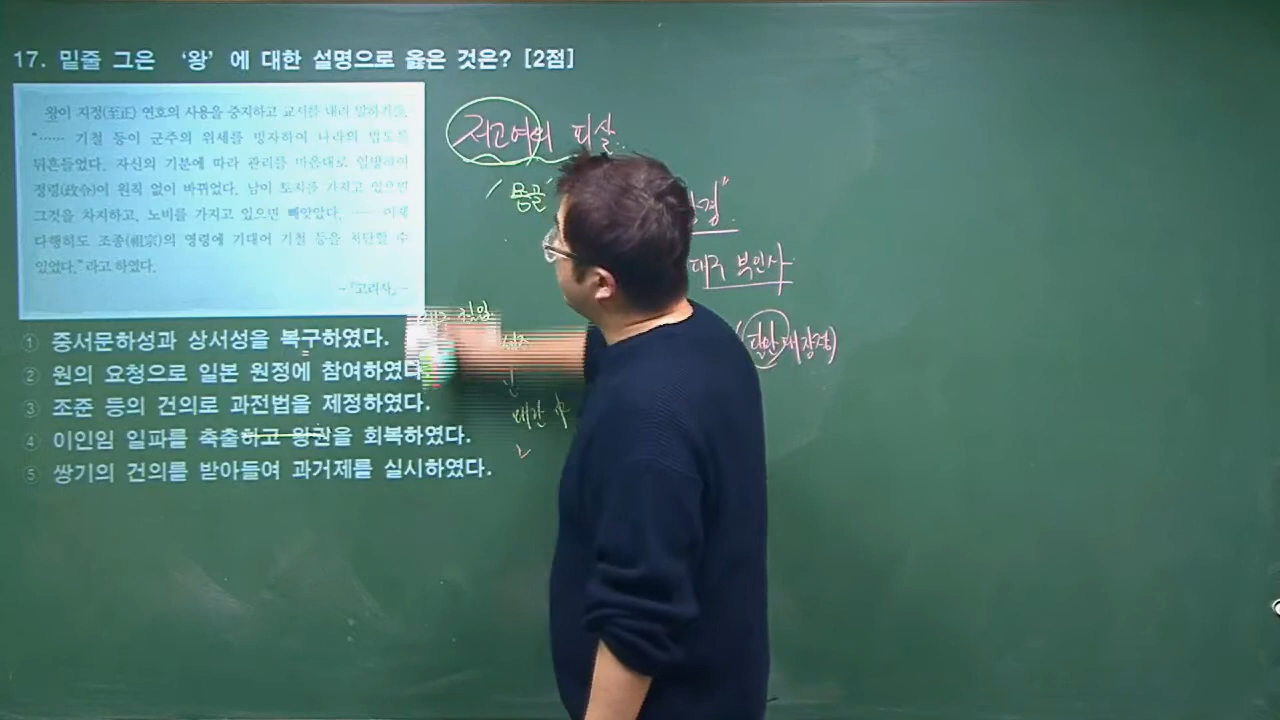 17. 밑줄 그은 ‘왕’에 대한 설명으로 옳은 것은? [2점]
왕이 지정(至正) 연호의 사용을 중지하고 교서를 내려 말하기를,
“…… 기철 등이 군주의 위세를 빙자하여 나라의 법도를
뒤흔들었다. 자신의 기분에 따라 관리를 마음대로 임명하여
정령(政令)이 원칙 없이 바뀌었다. 남이 토지를 가지고 있으면
그것을 차지하고, 노비를 가지고 있으면 빼앗았다. …… 이제
다행히도 조종(祖宗)의 영령에 기대어 기철 등을 처단할 수
있었다.”라고 하였다.
-『고려사』-
① 중서문하성과 상서성을 복구하였다.
② 원의 요청으로 일본 원정에 참여하였다.
③ 조준 등의 건의로 과전법을 제정하였다.
④ 이인임 일파를 축출하고 왕권을 회복하였다.
⑤ 쌍기의 건의를 받아들여 과거제를 실시하였다.
저고여의 피살
몽골
대구 부인사